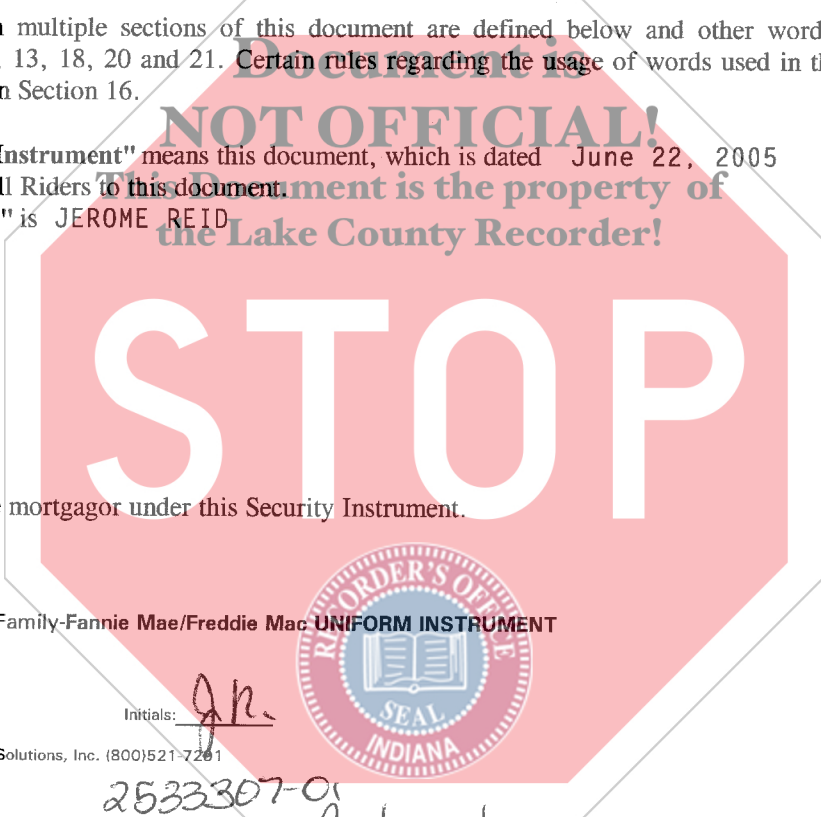 multiple sections of this document are defined below and other word
13, 18, 20 and 21. Certain rules regarding the usage of words used in
n Section 16.
Document is
NOT OFFICIAL!
This Document is the property of
the Lake County Recorder!
Instrument" means this document, which is dated June 22, 2005
ll Riders to this document.
" is JEROME REID
STOP
mortgagor under this Security Instrument.
Family-Fannie Mae/Freddie Mac UNIFORM INSTRUMENT
RECORDER'S OFFICE
SEAL
INDIANA
Initials: J.R.
Solutions, Inc. (800)521-7291
2533307-01